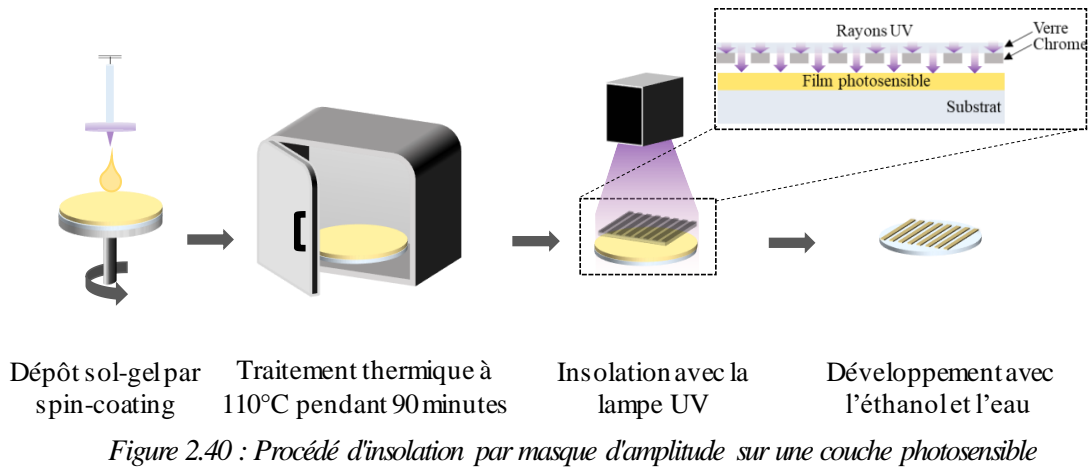 Rayons UV
Verre
Chrome
Film photosensible
Substrat
Dépôt sol-gel par
spin-coating
Traitement thermique à
110°C pendant 90 minutes
Insolation avec la
lampe UV
Développement avec
l'éthanol et l'eau
Figure 2.40 : Procédé d'insolation par masque d'amplitude sur une couche photosensible